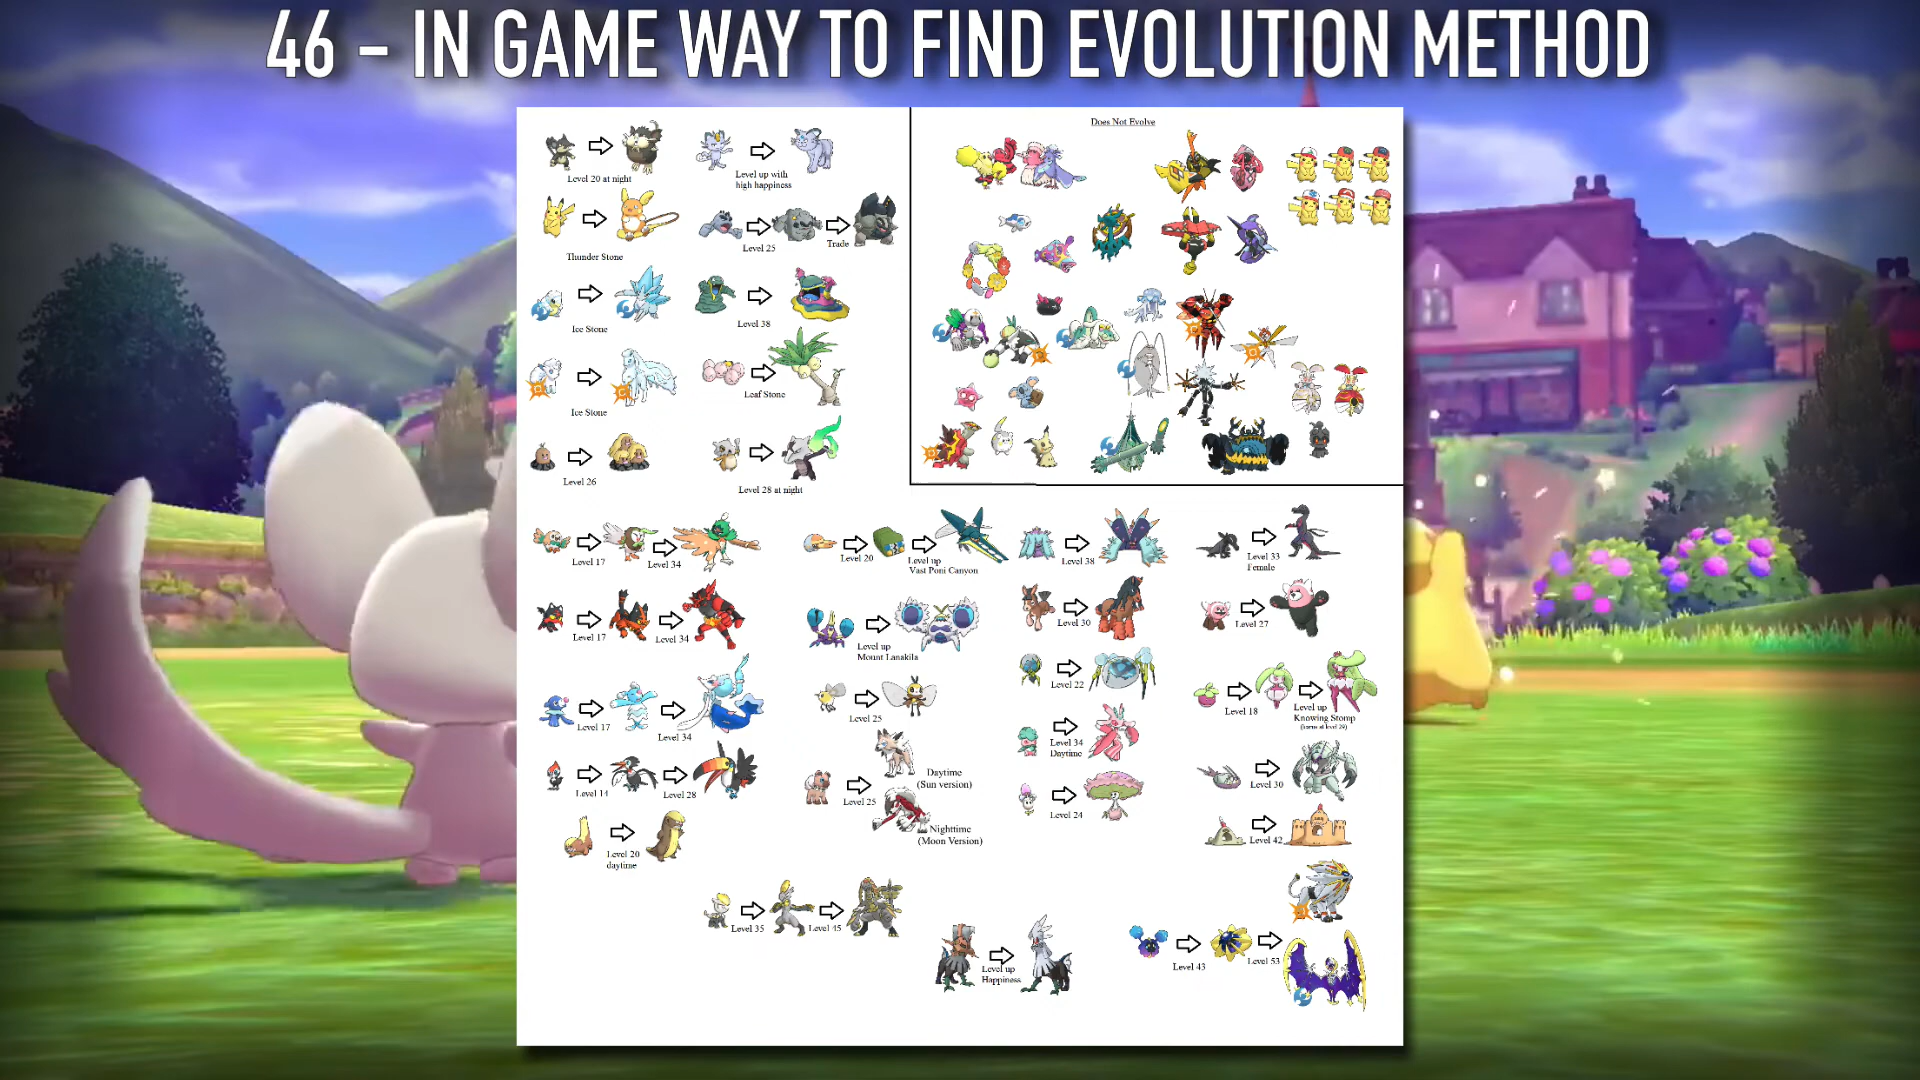 46 – IN GAME WAY TO FIND EVOLUTION METHOD
Does Not Evolve
Level 20 at night
Level up with
high happiness
Thunder Stone
Level 25
Trade
Ice Stone
Level 38
Ice Stone
Leaf Stone
Level 26
Level 28 at night
Level 17
Level 34
Level 20
Level up
Vast Poni Canyon
Level 38
Level 33
Female
Level 17
Level 34
Level up
Mount Lanakila
Level 30
Level 27
Level 22
Level 17
Level 34
Level 25
Level 18
Level up
Knowing Stomp
(learns at level 29)
Level 34
Daytime
Level 14
Level 28
Level 25
Daytime
(Sun version)
Nighttime
(Moon Version)
Level 24
Level 30
Level 42
Level 20
daytime
Level 35
Level 45
Level up
Happiness
Level 43
Level 53